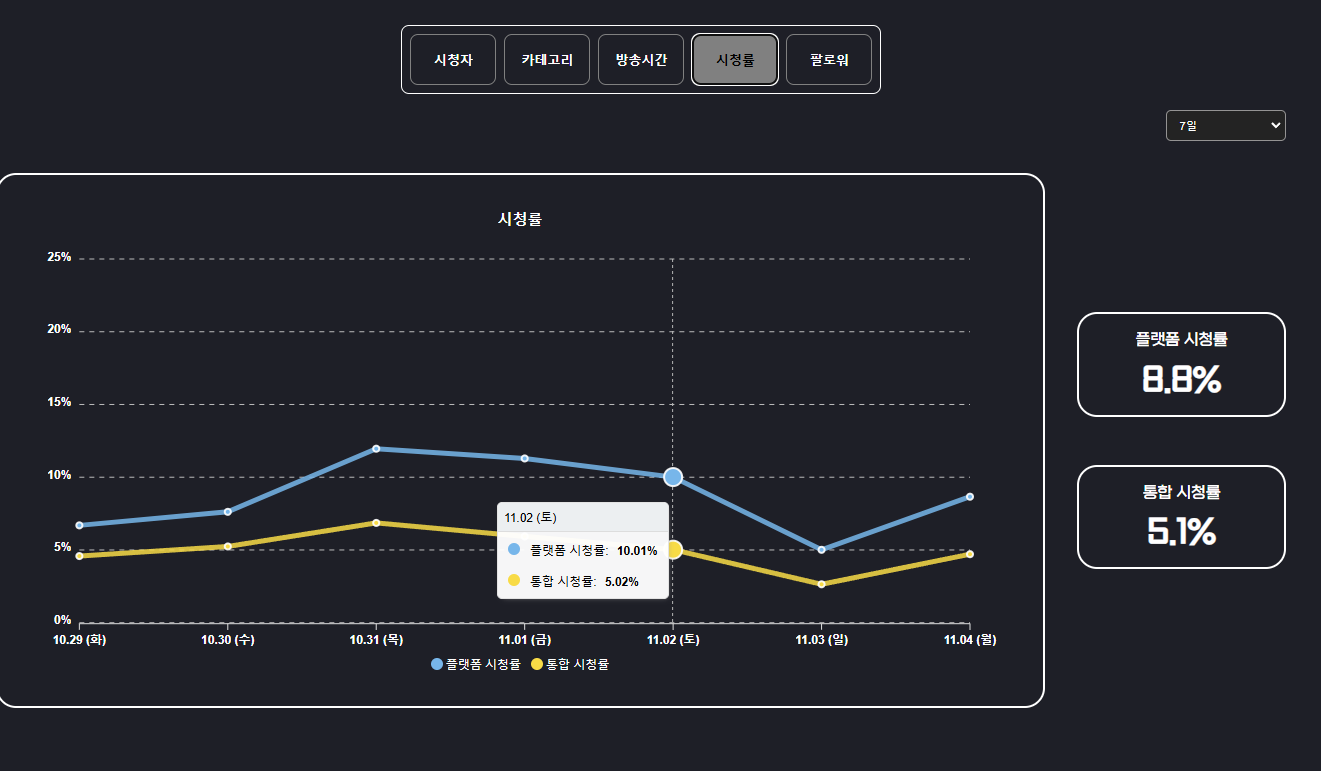 시청자 카테고리 방송시간 시청률 팔로워
7일
시청률
25%
20%
15%
10%
5%
0%
11.02 (토)
플랫폼 시청률: 10.01%
통합 시청률: 5.02%
10.29 (화) 10.30 (수) 10.31 (목) 11.01 (금) 11.02 (토) 11.03 (일) 11.04 (월)
플랫폼 시청률 통합 시청률
플랫폼 시청률
8.8%
통합 시청률
5.1%